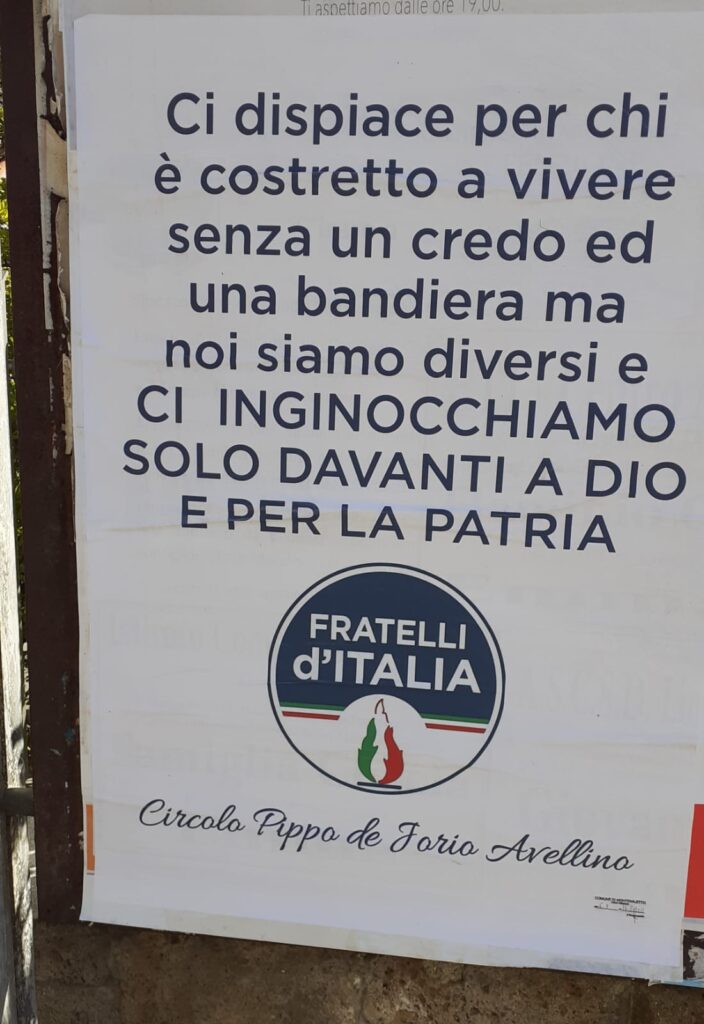 Ti aspettiamo dalle ore 19,00.
Ci dispiace per chi
è costretto a vivere
senza un credo ed
una bandiera ma
noi siamo diversi e
CI INGINOCCHIAMO
SOLO DAVANTI A DIO
E PER LA PATRIA
FRATELLI
d'ITALIA
Circolo Pippo de Jorio Avellino